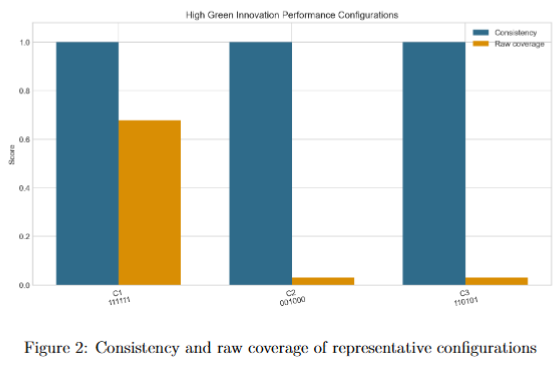 High Green Innovation Performance Configurations
Consistency
Raw coverage
1.0
0.8
0.6
0.4
0.2
0.0
Score
C1
111111
C2
001000
C3
110101
Figure 2: Consistency and raw coverage of representative configurations